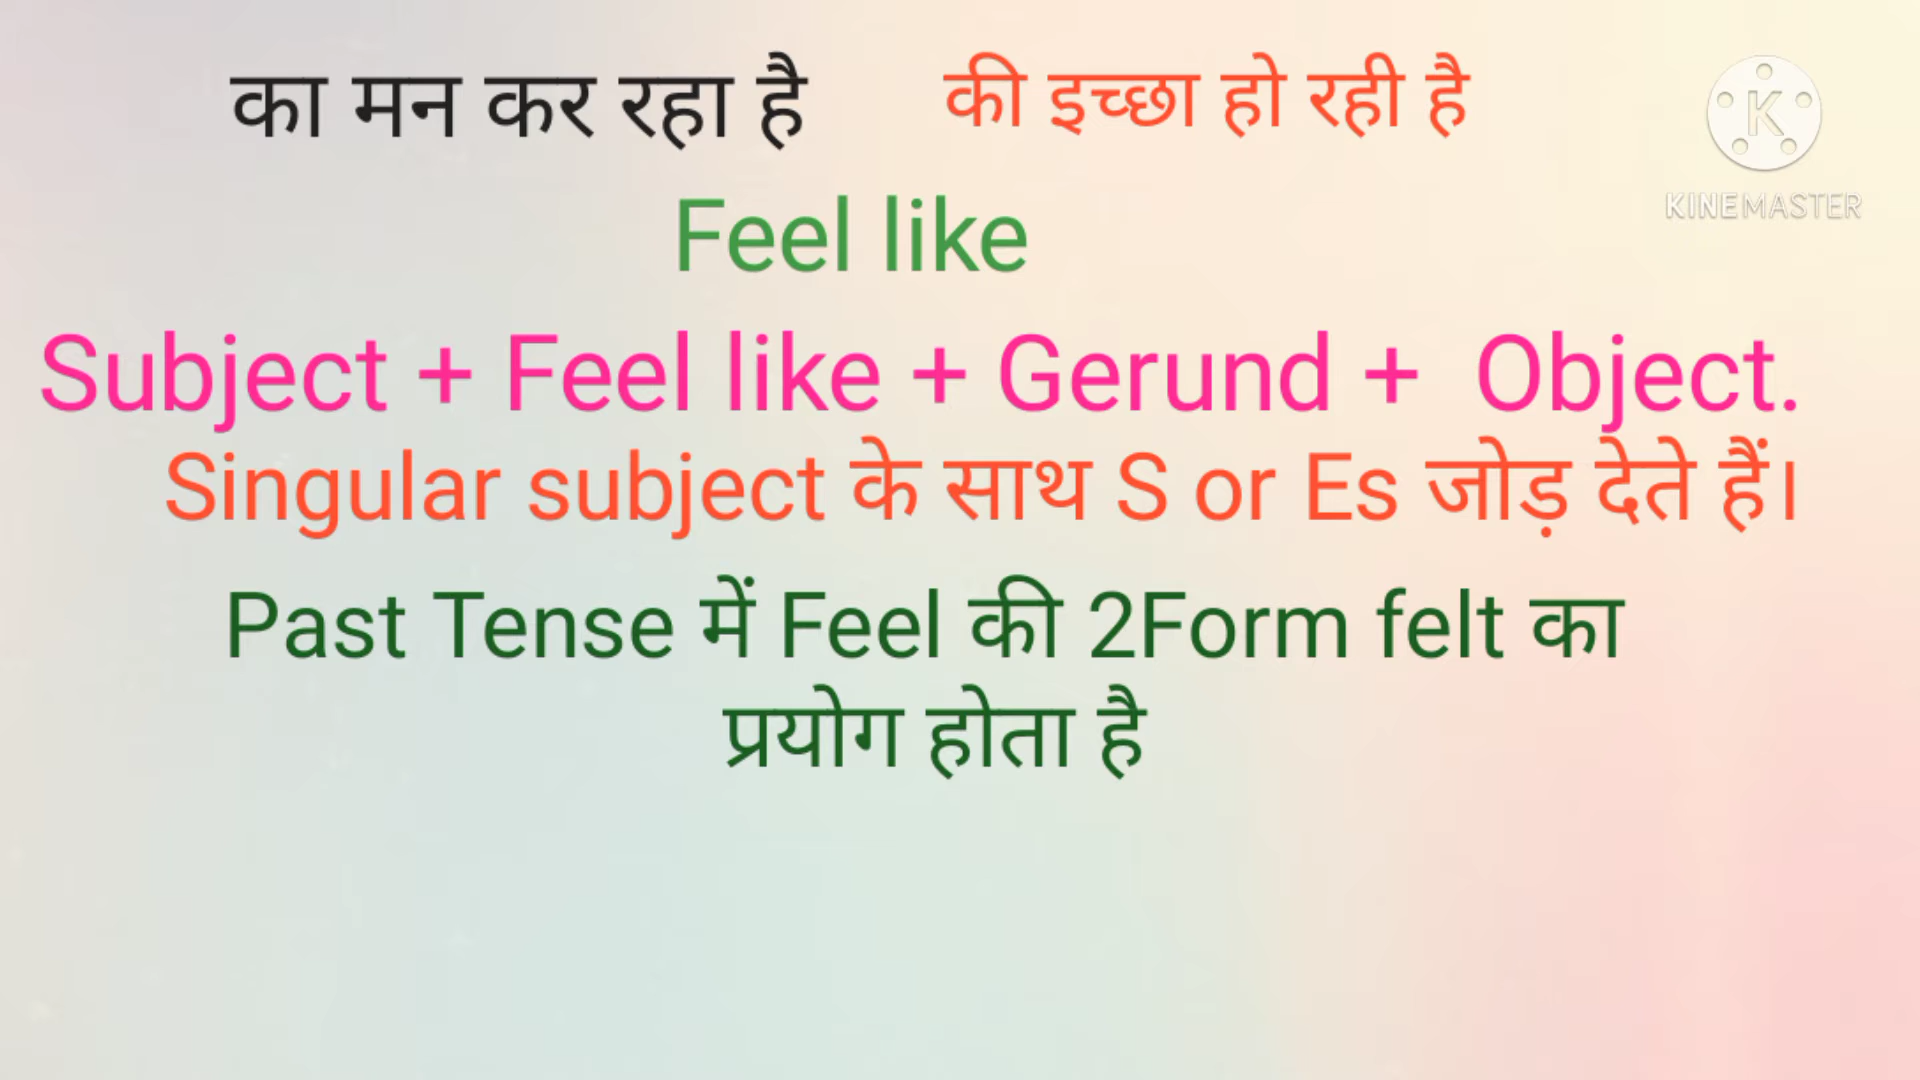 का मन कर रहा है की इच्छा हो रही है
KINEMASTER
Feel like
Subject + Feel like + Gerund + Object.
Singular subject के साथ S or Es जोड़ देते हैं।
Past Tense में Feel की 2Form felt का
प्रयोग होता है